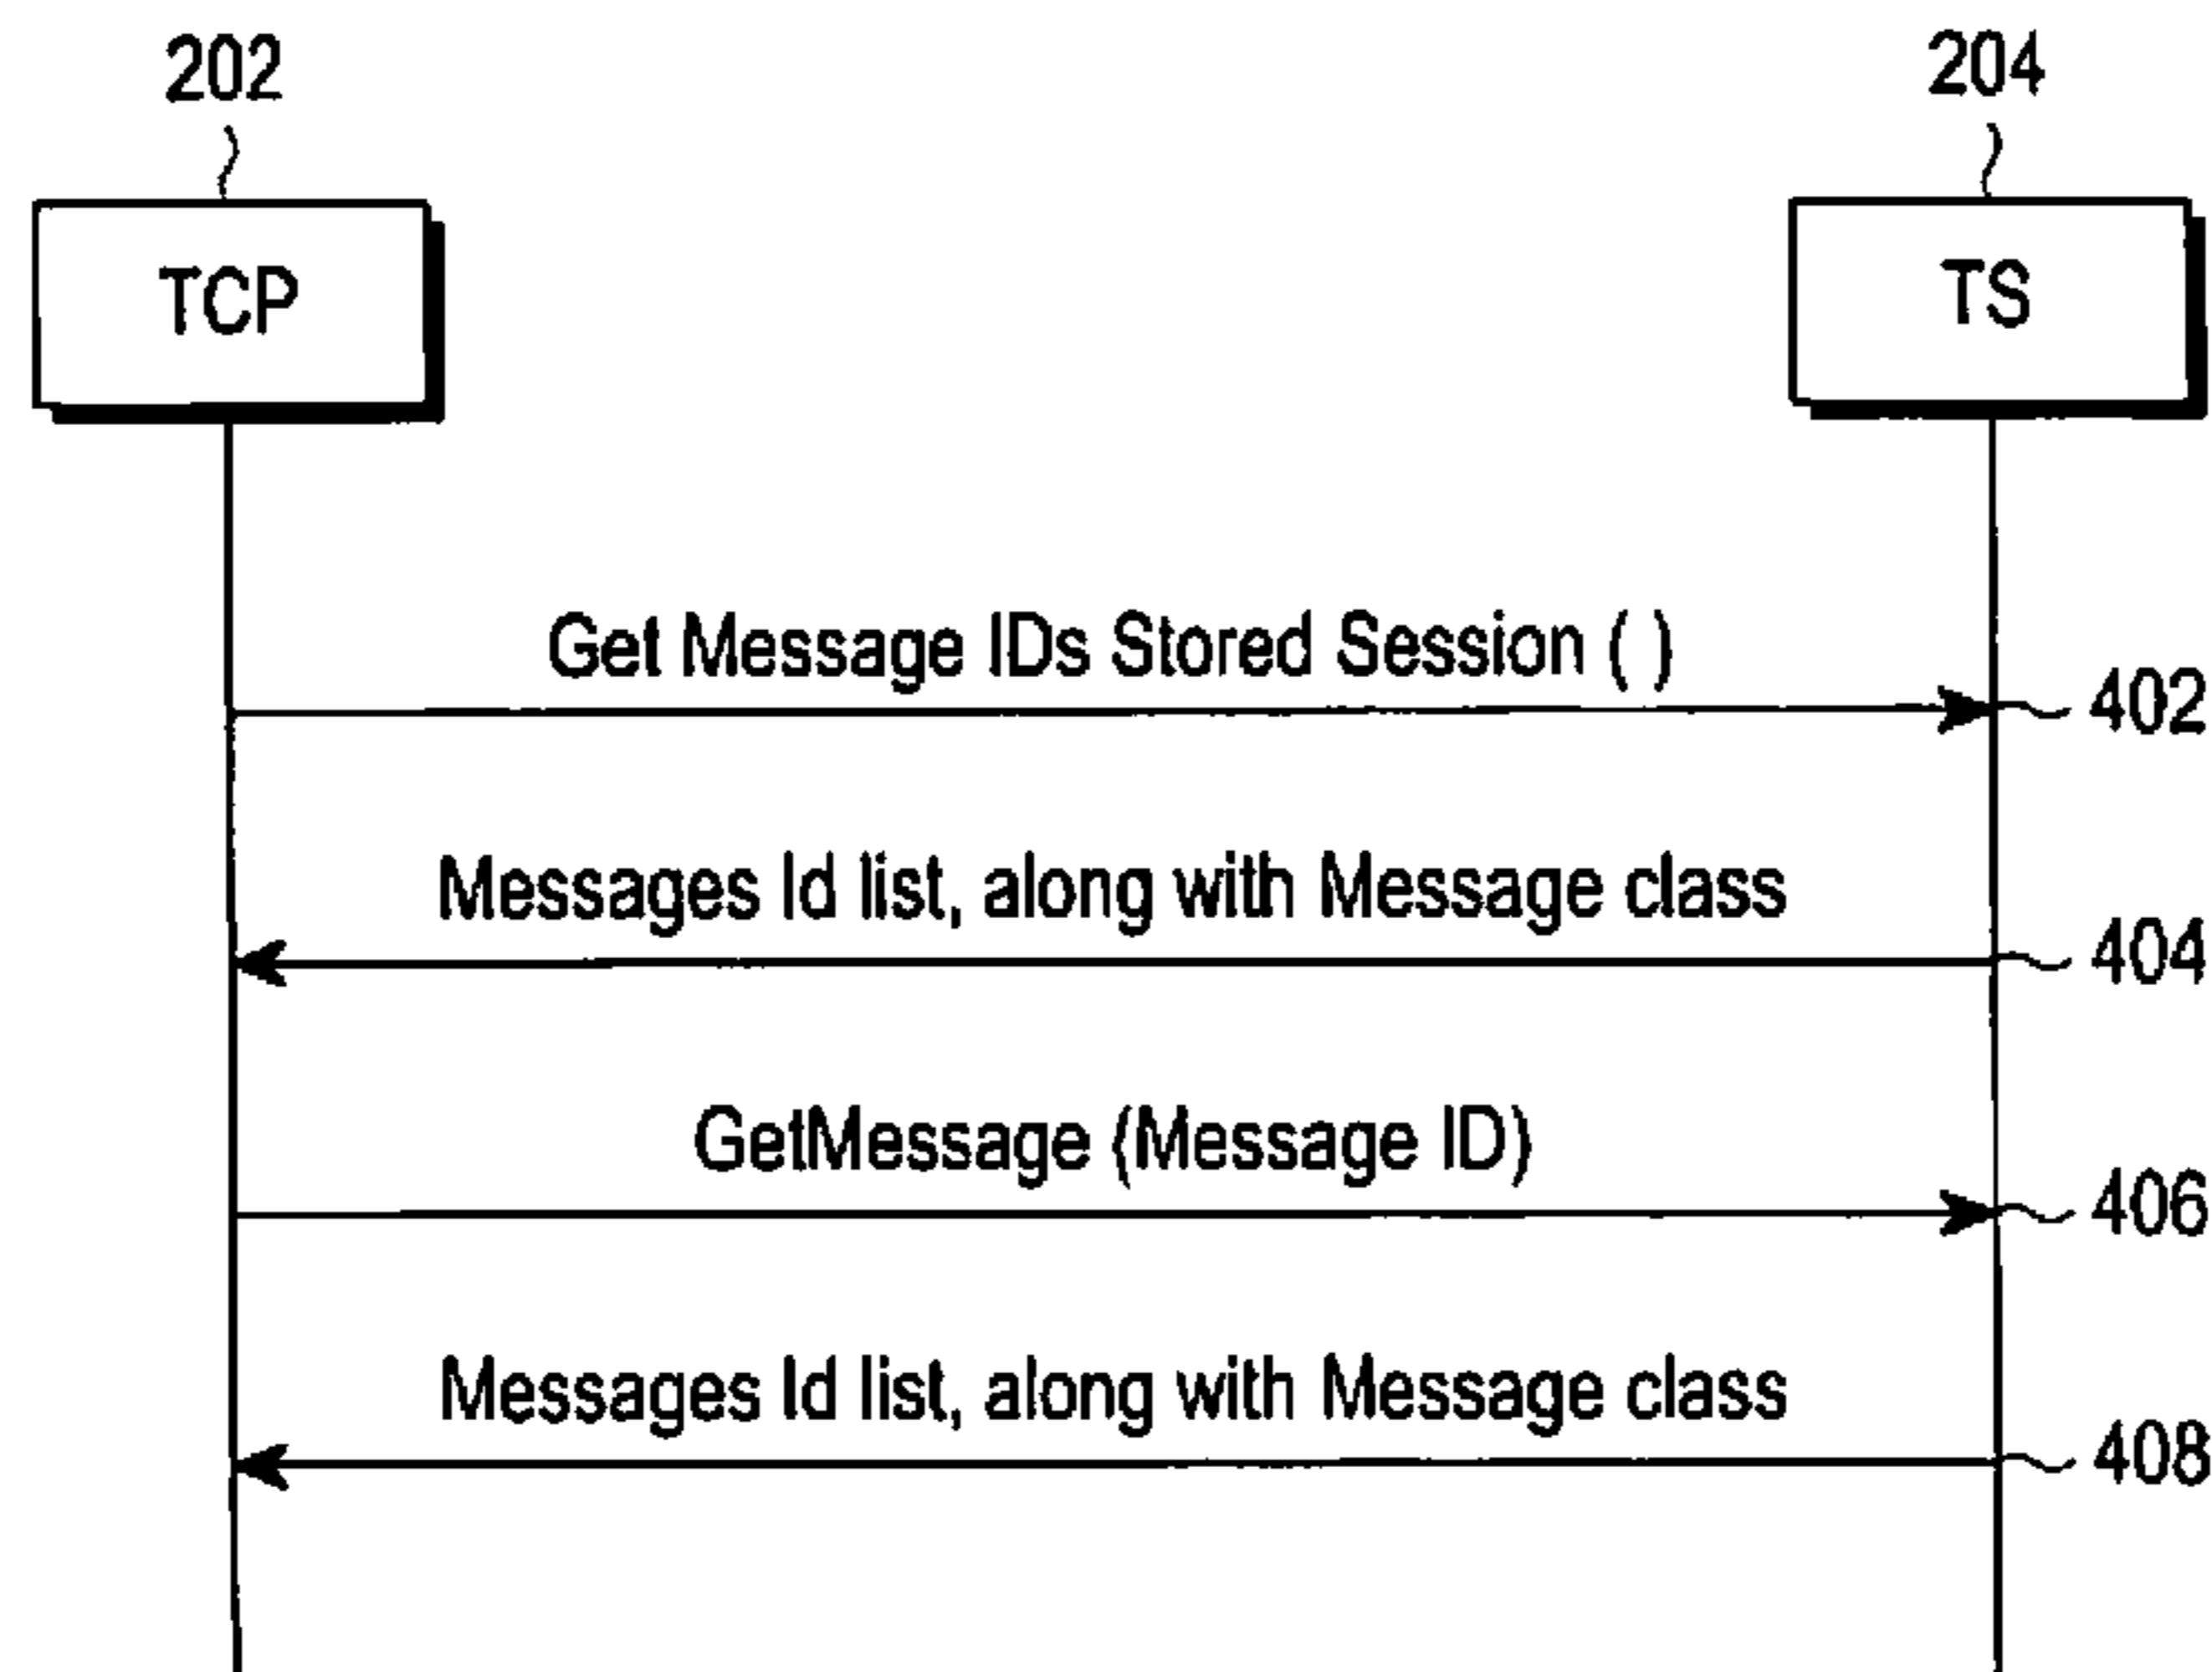 202
204
TCP
TS
Get Message IDs Stored Session ( )
402
Messages Id list, along with Message class
404
GetMessage (Message ID)
406
Messages Id list, along with Message class
408